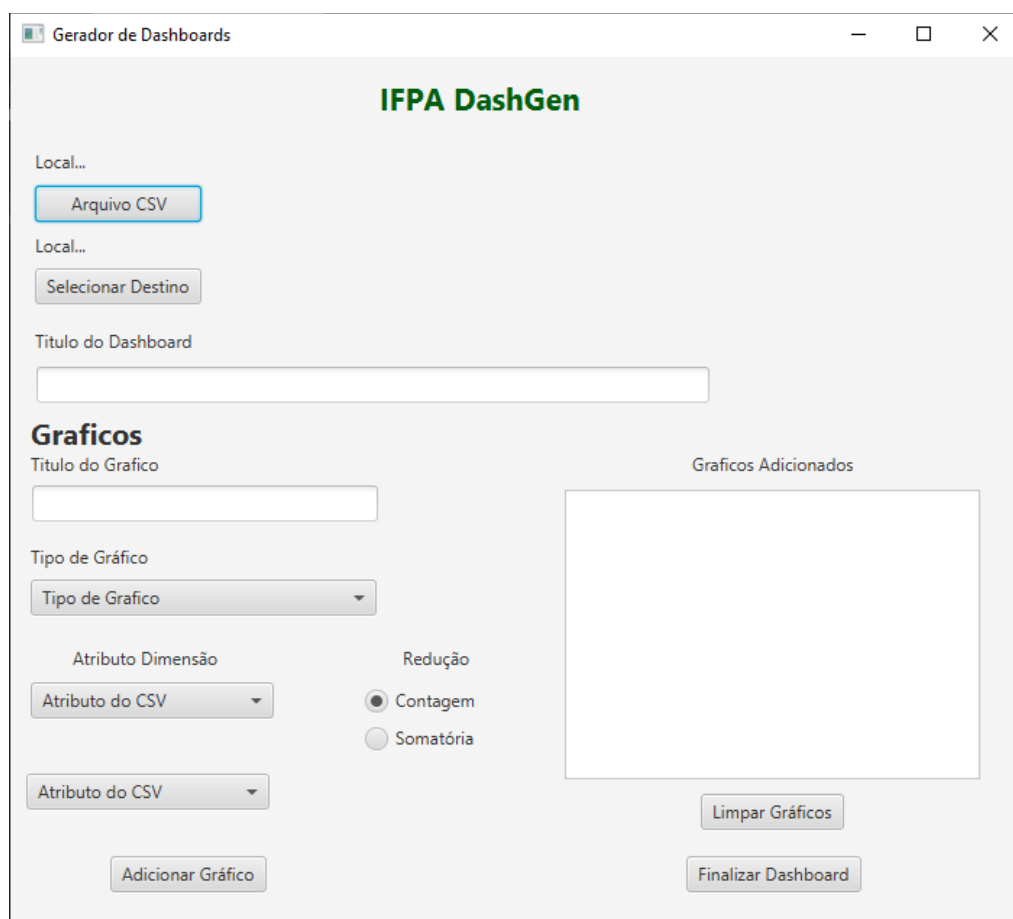 Gerador de Dashboards
IFPA DashGen
Local...
Arquivo CSV
Local...
Selecionar Destino
Titulo do Dashboard
Graficos
Titulo do Grafico
Graficos Adicionados
Tipo de Gráfico
Tipo de Grafico
Atributo Dimensão
Redução
Atributo do CSV
Contagem
Somatória
Atributo do CSV
Limpar Gráficos
Adicionar Gráfico
Finalizar Dashboard